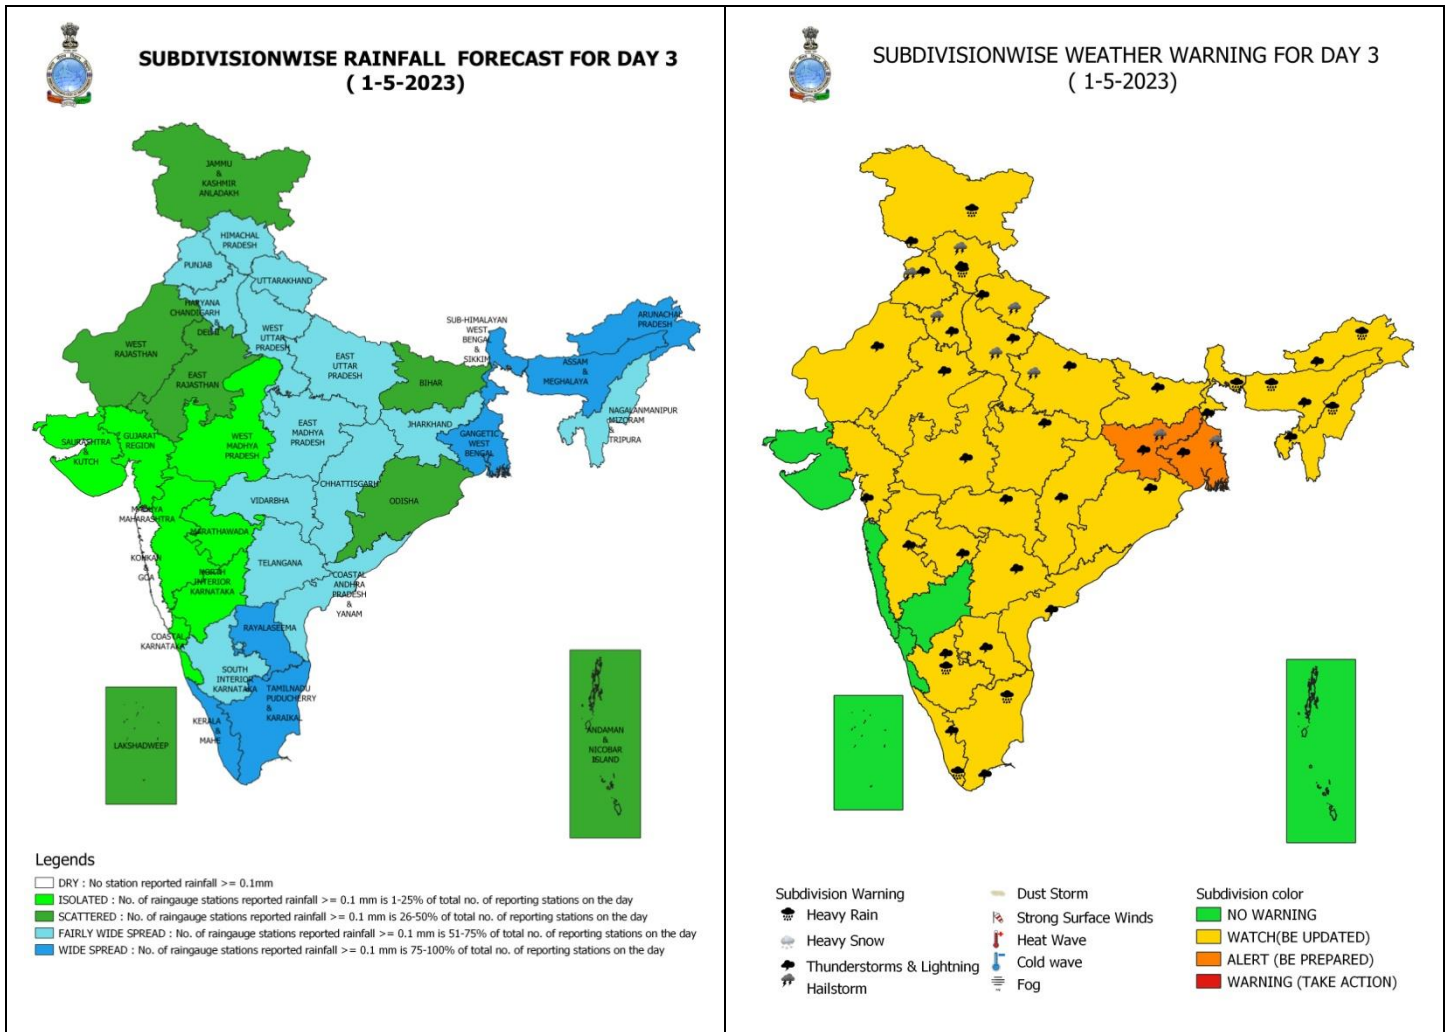 SUBDIVISIONWISE RAINFALL FORECAST FOR DAY 3
( 1-5-2023)
JAMMU
&
KASHMIR
ANLADAKH
HIMACHAL
PRADESH
PUNJAB
UTTARAKHAND
HARYANA
CHANDIGARH
DELHI
WEST
UTTAR
PRADESH
WEST
RAJASTHAN
EAST
RAJASTHAN
EAST
UTTAR
PRADESH
SUB-HIMALAYAN
WEST
BENGAL
&
SIKKIM
ARUNACHAL
PRADESH
ASSAM
&
MEGHALAYA
BIHAR
NAGALANMANIPUR
MIZORAM
&
TRIPURA
JHARKHAND
GANGETIC
WEST
BENGAL
SAURASHTRA
&
KUTCH
GUJARAT
REGION
WEST
MADHYA
PRADESH
EAST
MADHYA
PRADESH
CHHATTISGARH
VIDARBHA
ODISHA
MADHYA
MAHARASHTRA
MARATHAWADA
KONKAN
&
GOA
NORTH
INTERIOR
KARNATAKA
TELANGANA
COASTAL
ANDHRA
PRADESH
&
YANAM
RAYALASEEMA
COASTAL
KARNATAKA
SOUTH
INTERIOR
KARNATAKA
TAMILNADU
PUDUCHERRY
&
KARAIKAL
KERALA
&
MAHE
LAKSHADWEEP
ANDAMAN
&
NICOBAR
ISLAND
Legends
DRY : No station reported rainfall >= 0.1mm
ISOLATED : No. of raingauge stations reported rainfall >= 0.1 mm is 1-25% of total no. of reporting stations on the day
SCATTERED : No. of raingauge stations reported rainfall >= 0.1 mm is 26-50% of total no. of reporting stations on the day
FAIRLY WIDE SPREAD : No. of raingauge stations reported rainfall >= 0.1 mm is 51-75% of total no. of reporting stations on the day
WIDE SPREAD : No. of raingauge stations reported rainfall >= 0.1 mm is 75-100% of total no. of reporting stations on the day
SUBDIVISIONWISE WEATHER WARNING FOR DAY 3
( 1-5-2023)
Subdivision Warning
Heavy Rain
Heavy Snow
Thunderstorms & Lightning
Hailstorm
Dust Storm
Strong Surface Winds
Heat Wave
Cold wave
Fog
Subdivision color
NO WARNING
WATCH(BE UPDATED)
ALERT (BE PREPARED)
WARNING (TAKE ACTION)